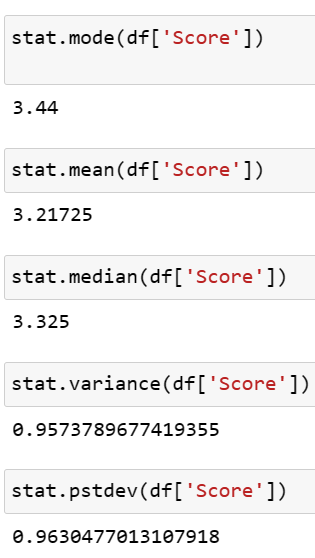 stat.mode(df['Score'])
3.44
stat.mean(df['Score'])
3.21725
stat.median(df['Score'])
3.325
stat.variance(df['Score'])
0.9573789677419355
stat.pstdev(df['Score'])
0.9630477013107918